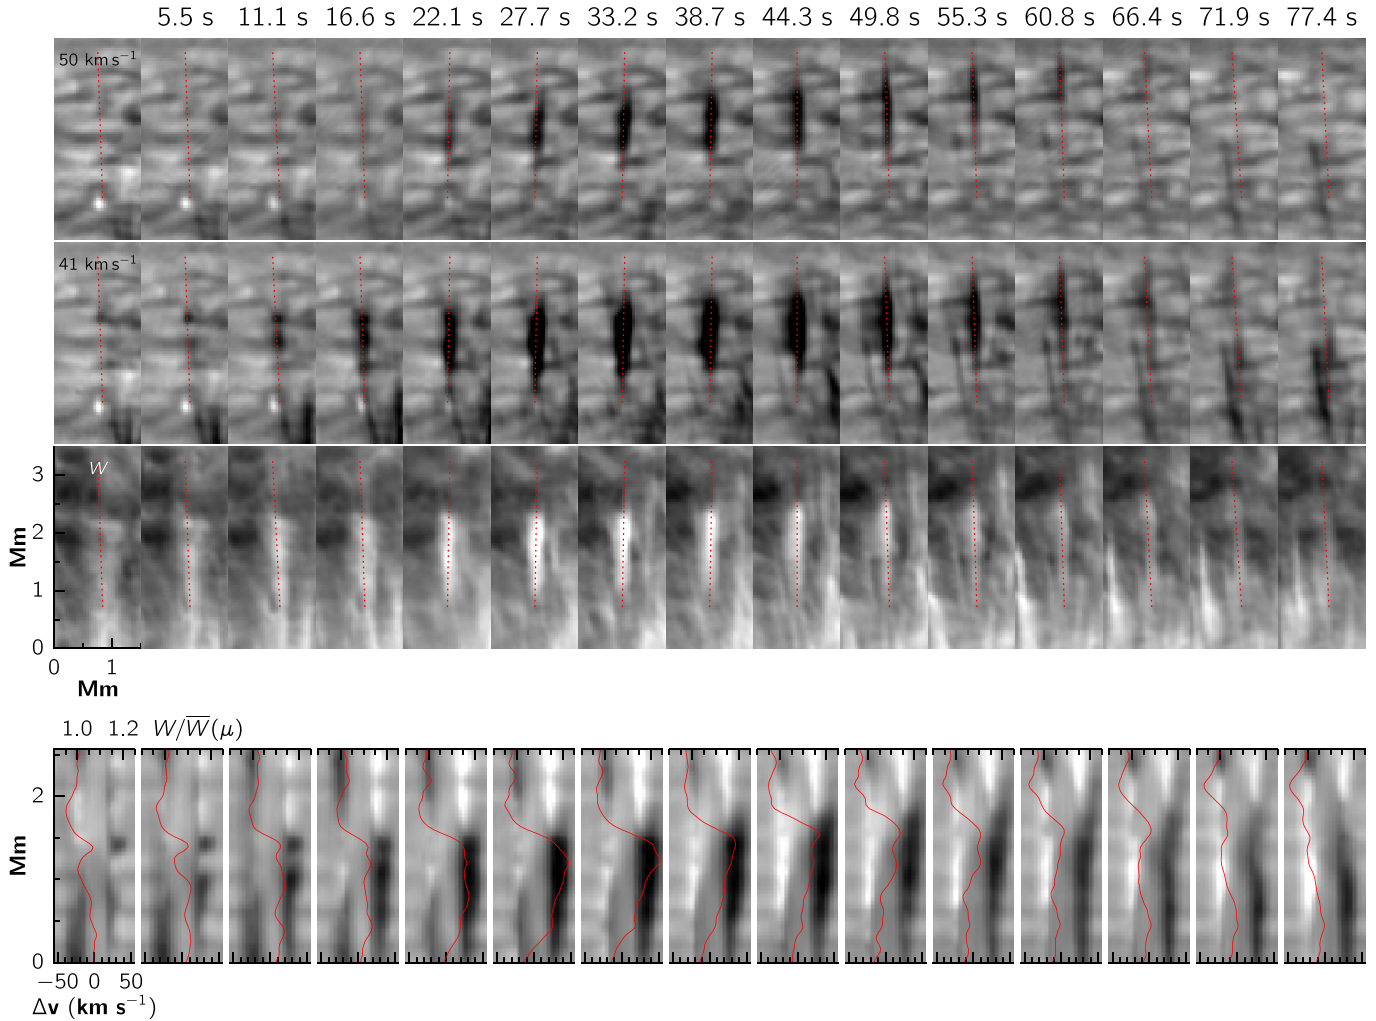 5.5 s 11.1 s 16.6 s 22.1 s 27.7 s 33.2 s 38.7 s 44.3 s 49.8 s 55.3 s 60.8 s 66.4 s 71.9 s 77.4 s
50 km s⁻¹
41 km s⁻¹
W
3
2
1
0
Mm
0 1
Mm
1.0 1.2 W/W̅(μ)
2
1
0
Mm
−50 0 50
Δv (km s⁻¹)